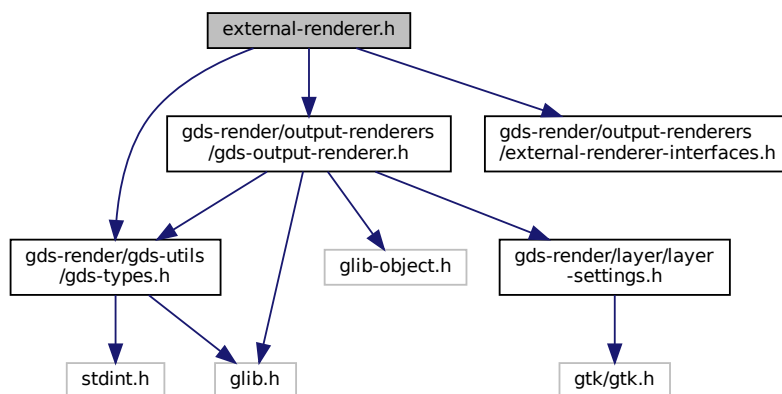 external-renderer.h
gds-render/output-renderers
/gds-output-renderer.h
gds-render/output-renderers
/external-renderer-interfaces.h
gds-render/gds-utils
/gds-types.h
glib-object.h
gds-render/layer/layer
-settings.h
stdint.h
glib.h
gtk/gtk.h